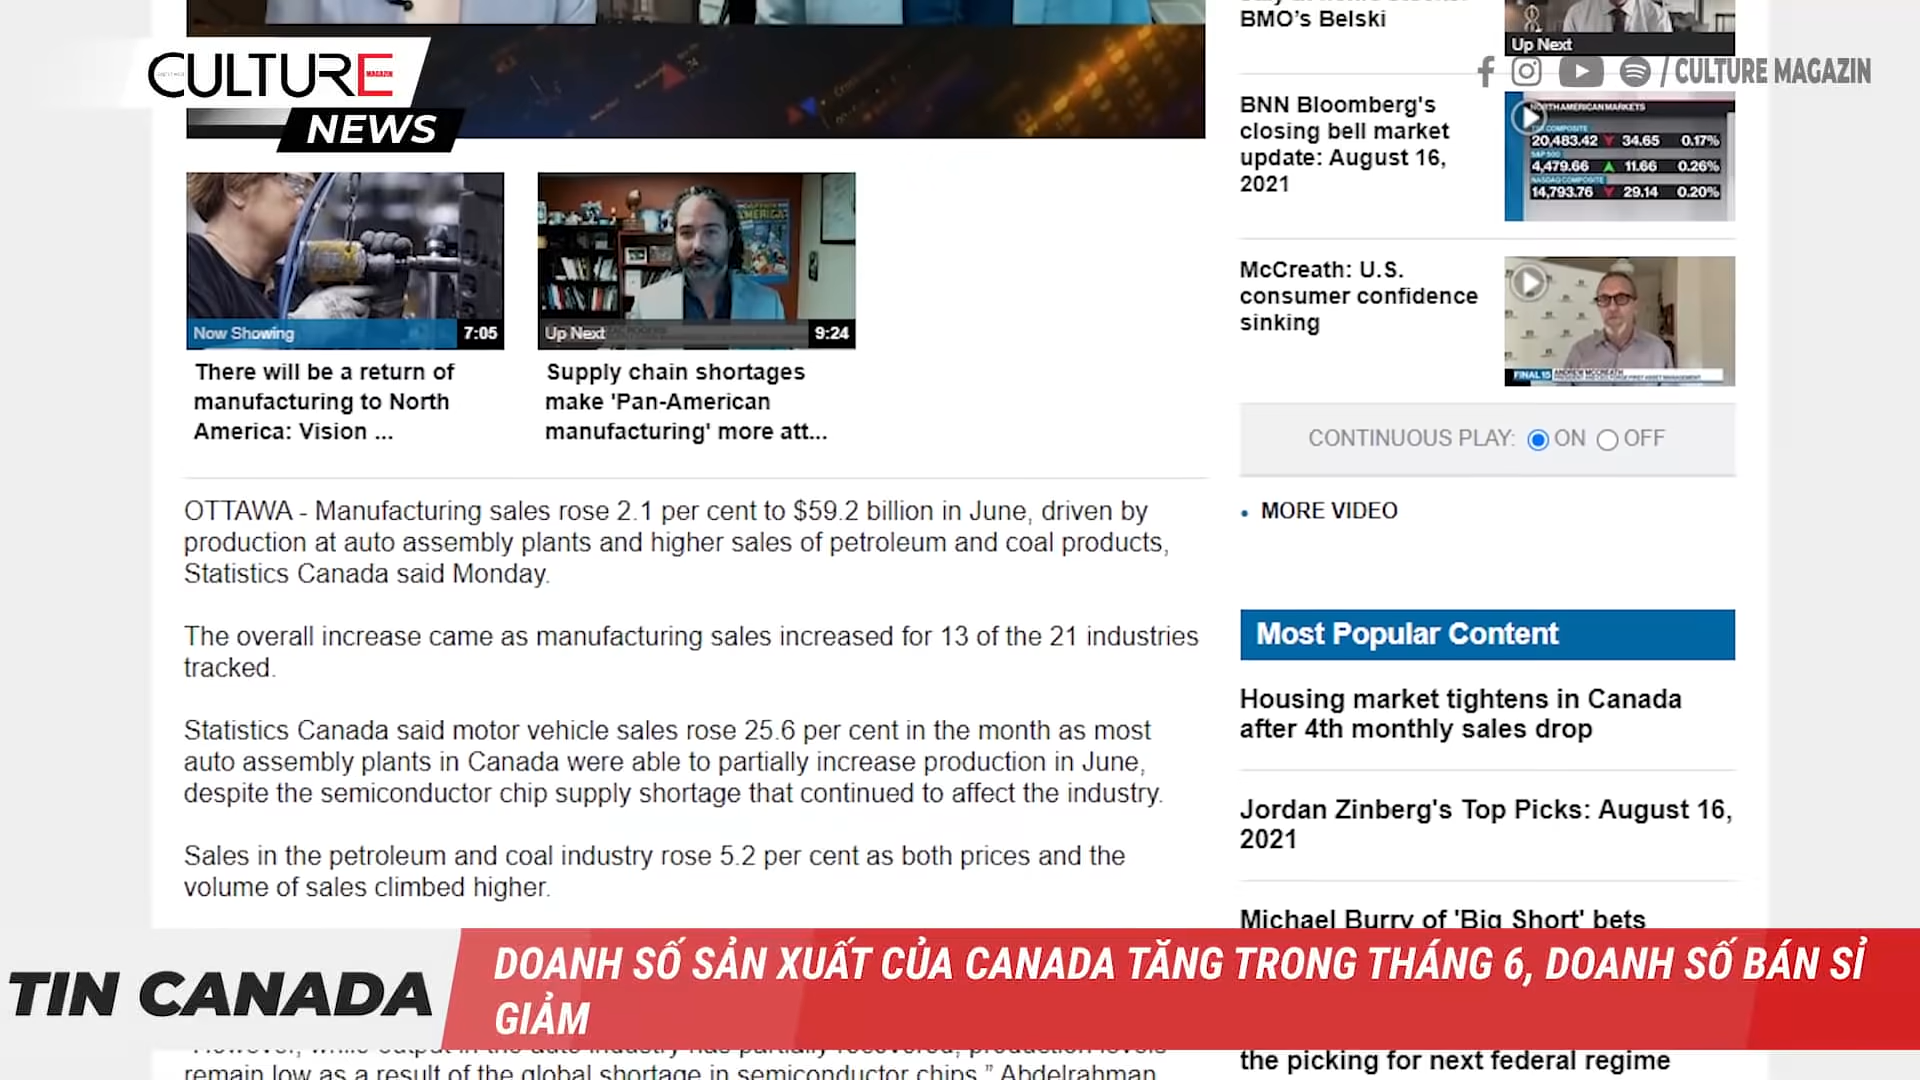 CULTURE
MAGAZIN
NEWS
/ CULTURE MAGAZIN
BMO's Belski
Up Next
BNN Bloomberg's
closing bell market
update: August 16,
2021
NORTH AMERICAN MARKETS
COMPOSITE
20,483.42 34.65 0.17%
S&P 500
4,479.66 11.66 0.26%
NASDAQ COMPOSITE
14,793.76 29.14 0.20%
McCreath: U.S.
consumer confidence
sinking
FINAL 15
ANDREW MCCREATH
CONTINUOUS PLAY: ON OFF
MORE VIDEO
Now Showing 7:05
There will be a return of
manufacturing to North
America: Vision ...
Up Next 9:24
Supply chain shortages
make 'Pan-American
manufacturing' more att...
OTTAWA - Manufacturing sales rose 2.1 per cent to $59.2 billion in June, driven by
production at auto assembly plants and higher sales of petroleum and coal products,
Statistics Canada said Monday.
The overall increase came as manufacturing sales increased for 13 of the 21 industries
tracked.
Statistics Canada said motor vehicle sales rose 25.6 per cent in the month as most
auto assembly plants in Canada were able to partially increase production in June,
despite the semiconductor chip supply shortage that continued to affect the industry.
Sales in the petroleum and coal industry rose 5.2 per cent as both prices and the
volume of sales climbed higher.
remain low as a result of the global shortage in semiconductor chips," Abdelrahman
Most Popular Content
Housing market tightens in Canada
after 4th monthly sales drop
Jordan Zinberg's Top Picks: August 16,
2021
Michael Burry of 'Big Short' bets
the picking for next federal regime
TIN CANADA
DOANH SỐ SẢN XUẤT CỦA CANADA TĂNG TRONG THÁNG 6, DOANH SỐ BÁN SỈ
GIẢM